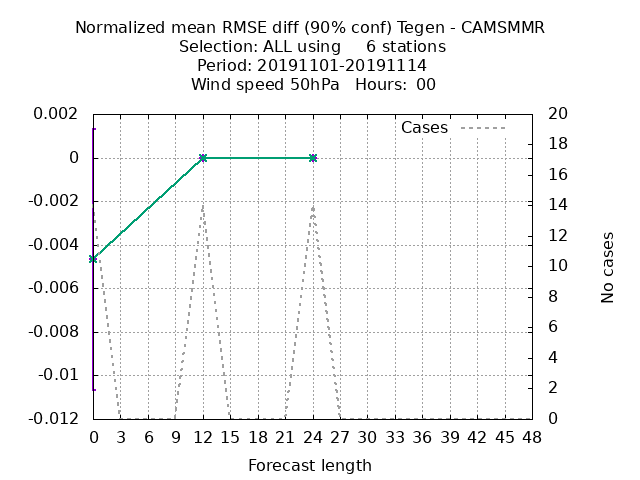 Normalized mean RMSE diff (90% conf) Tegen - CAMSMMR
Selection: ALL using     6 stations
Period: 20191101-20191114
Wind speed 50hPa   Hours: 00
Cases
0.002
0
-0.002
-0.004
-0.006
-0.008
-0.01
-0.012
20
18
16
14
12
10
8
6
4
2
0
No cases
0 3 6 9 12 15 18 21 24 27 30 33 36 39 42 45 48
Forecast length